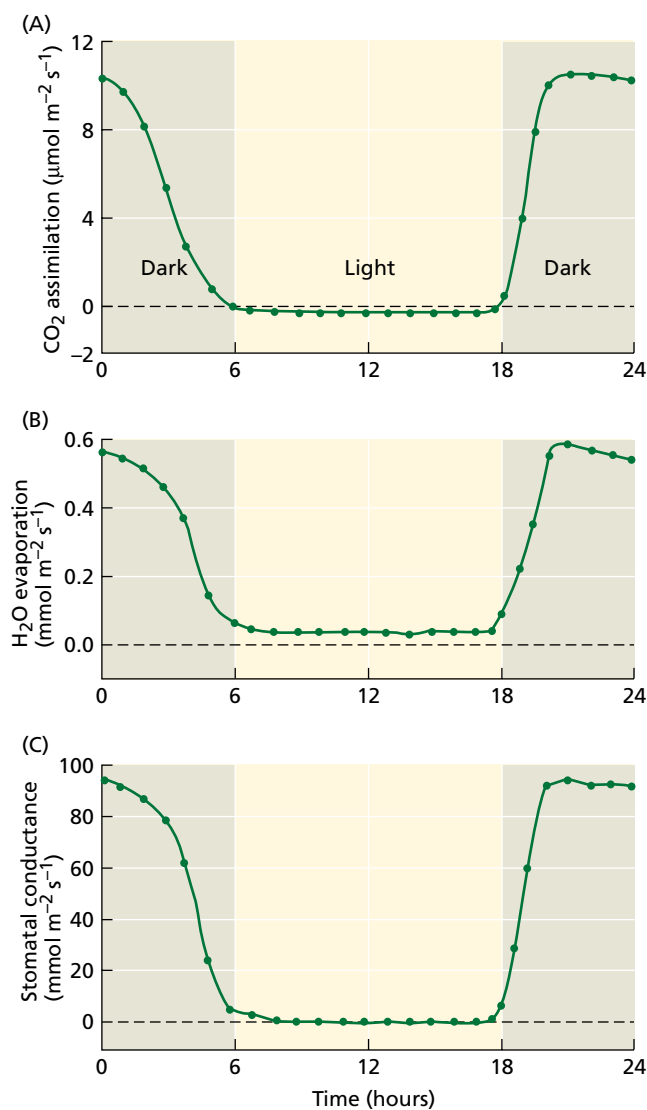 (A)
CO₂ assimilation (μmol m⁻² s⁻¹)
12
8
4
0
−2
Dark
Light
Dark
0
6
12
18
24
(B)
H₂O evaporation
(mmol m⁻² s⁻¹)
0.6
0.4
0.2
0.0
0
6
12
18
24
(C)
Stomatal conductance
(mmol m⁻² s⁻¹)
100
80
60
40
20
0
0
6
12
18
24
Time (hours)